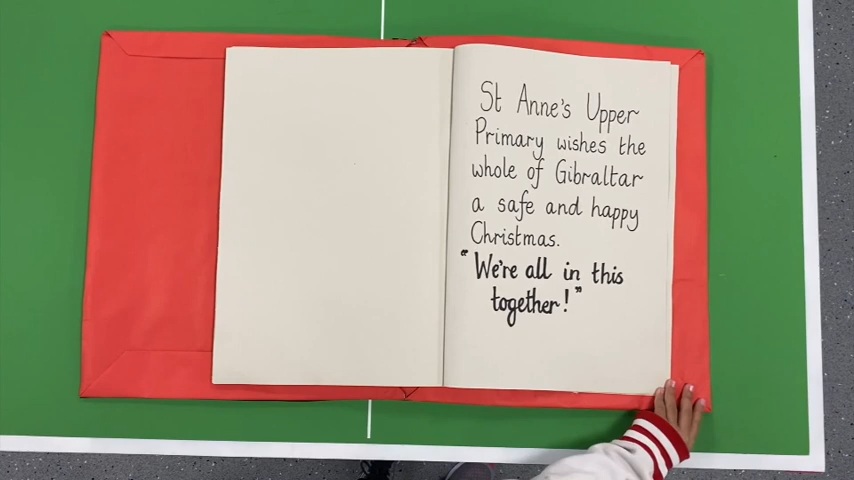 St Anne's Upper
Primary wishes the
whole of Gibraltar
a safe and happy
Christmas.
"We're all in this
together!"